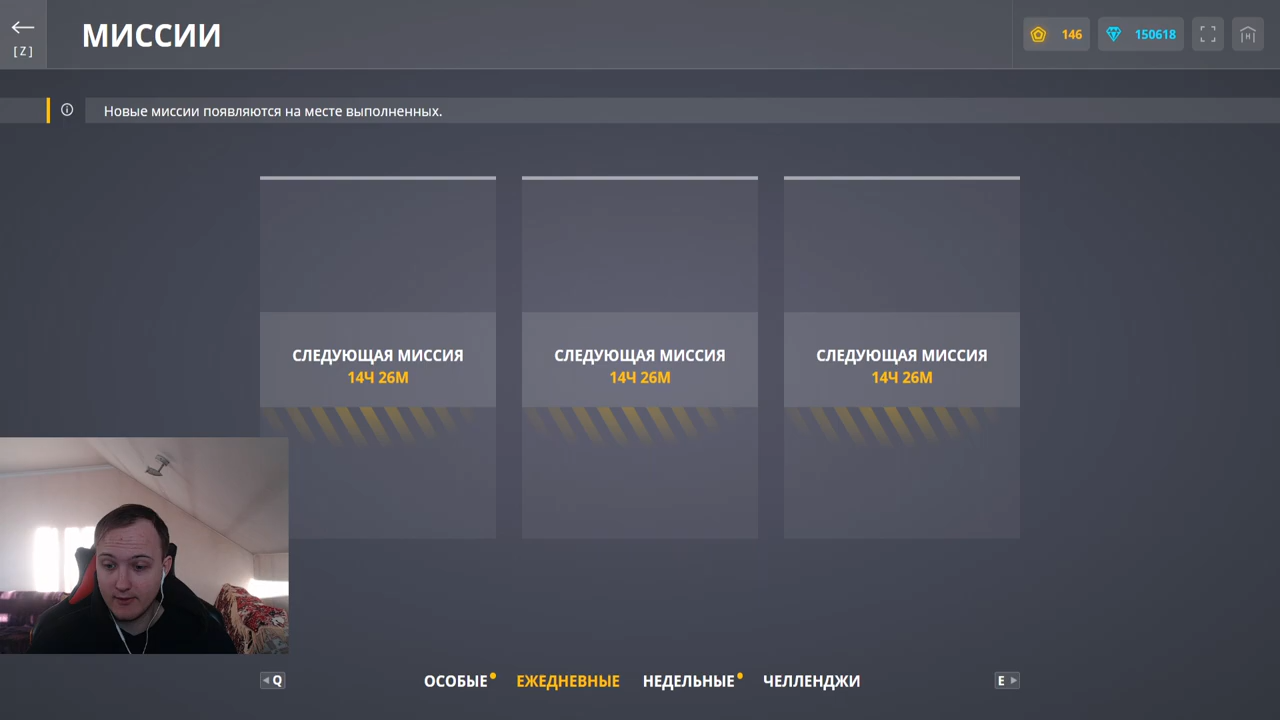 [Z]
МИССИИ
146
150618
Новые миссии появляются на месте выполненных.
СЛЕДУЮЩАЯ МИССИЯ
14Ч 26М
СЛЕДУЮЩАЯ МИССИЯ
14Ч 26М
СЛЕДУЮЩАЯ МИССИЯ
14Ч 26М
Q
ОСОБЫЕ
ЕЖЕДНЕВНЫЕ
НЕДЕЛЬНЫЕ
ЧЕЛЛЕНДЖИ
E